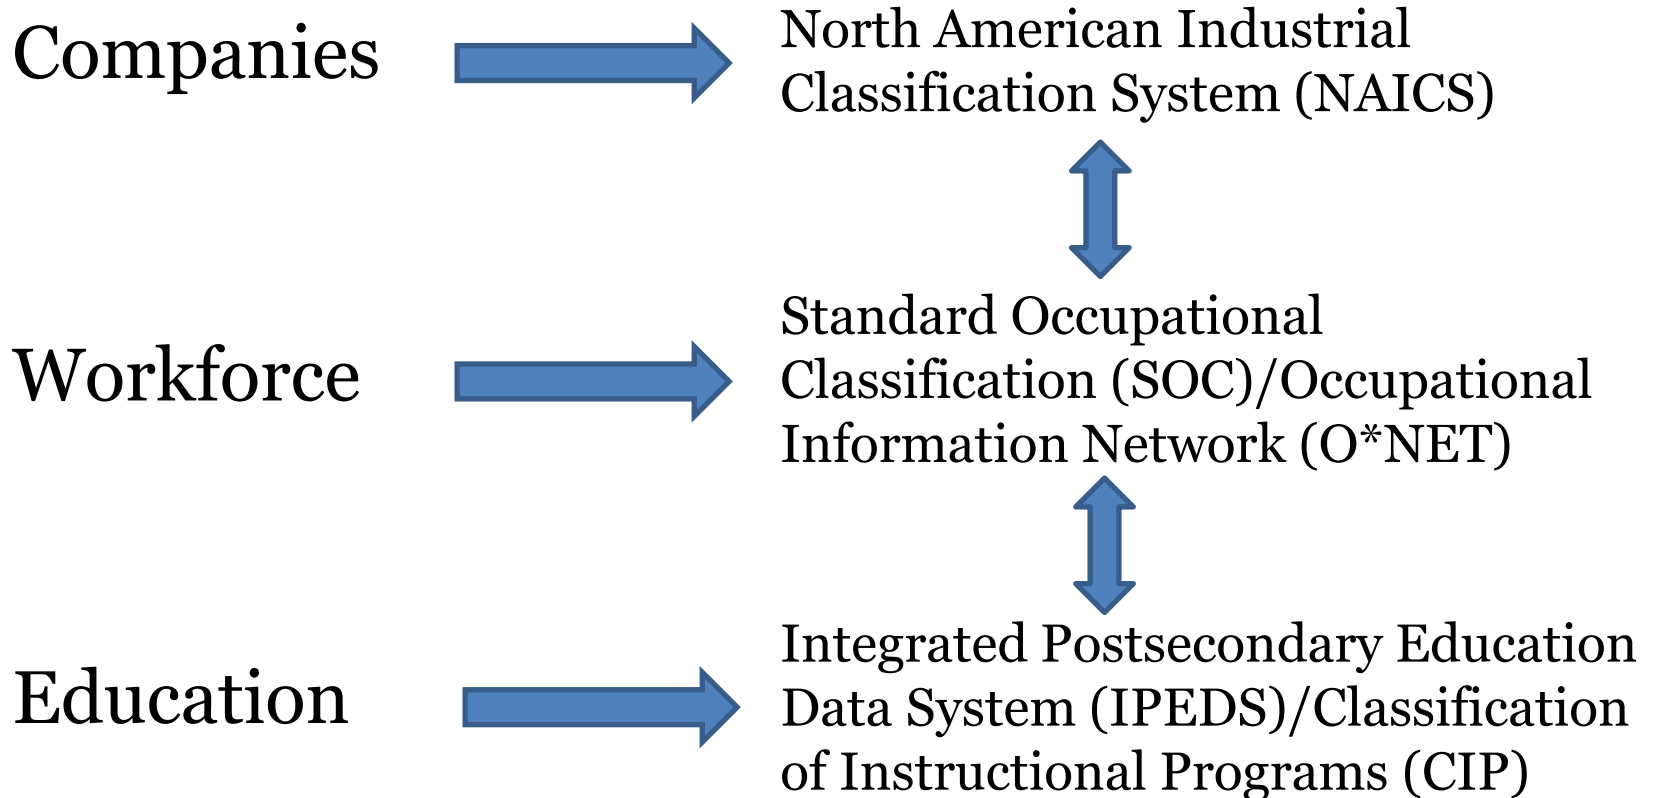 Companies
North American Industrial
Classification System (NAICS)
Workforce
Standard Occupational
Classification (SOC)/Occupational
Information Network (O*NET)
Education
Integrated Postsecondary Education
Data System (IPEDS)/Classification
of Instructional Programs (CIP)